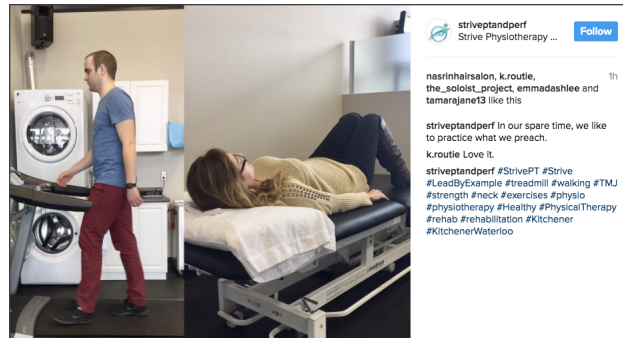 striveptandperf
Strive Physiotherapy ...
Follow
nasrinhairsalon, k.routie, 1h
the_soloist_project, emmadashlee and
tamarajane13 like this
striveptandperf In our spare time, we like
to practice what we preach.
k.routie Love it.
striveptandperf #StrivePT #Strive
#LeadByExample #treadmill #walking #TMJ
#strength #neck #exercises #physio
#physiotherapy #Healthy #PhysicalTherapy
#rehab #rehabilitation #Kitchener
#KitchenerWaterloo